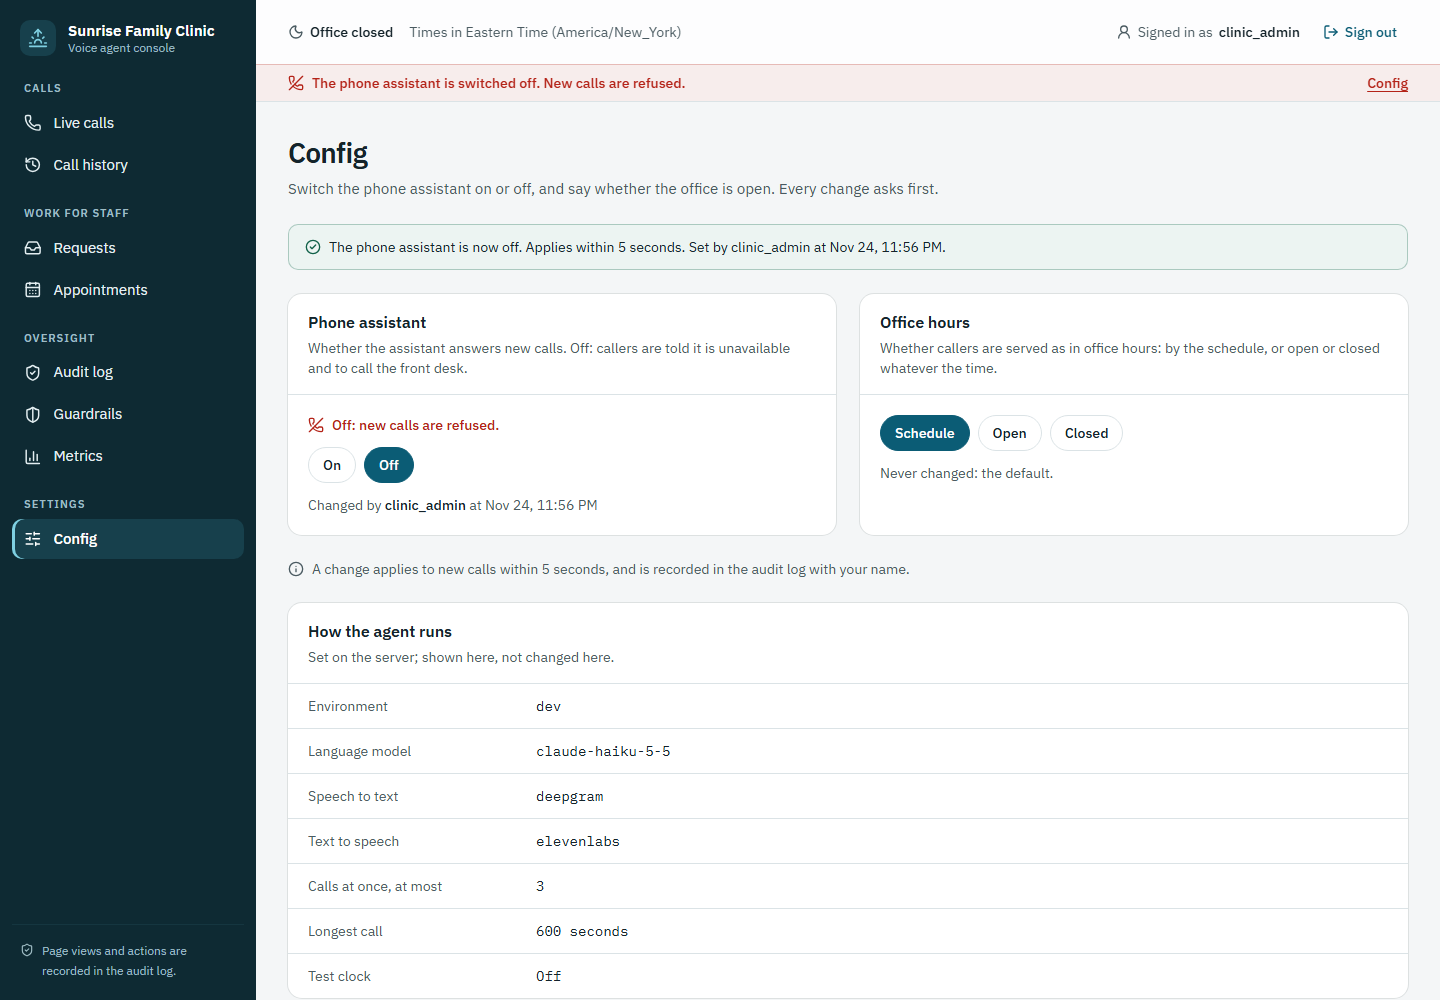 Sunrise Family Clinic
Voice agent console
CALLS
Live calls
Call history
WORK FOR STAFF
Requests
Appointments
OVERSIGHT
Audit log
Guardrails
Metrics
SETTINGS
Config
Page views and actions are
recorded in the audit log.
Office closed
Times in Eastern Time (America/New_York)
Signed in as clinic_admin
Sign out
The phone assistant is switched off. New calls are refused.
Config
Config
Switch the phone assistant on or off, and say whether the office is open. Every change asks first.
The phone assistant is now off. Applies within 5 seconds. Set by clinic_admin at Nov 24, 11:56 PM.
Phone assistant
Whether the assistant answers new calls. Off: callers are told it is unavailable
and to call the front desk.
Off: new calls are refused.
On
Off
Changed by clinic_admin at Nov 24, 11:56 PM
Office hours
Whether callers are served as in office hours: by the schedule, or open or closed
whatever the time.
Schedule
Open
Closed
Never changed: the default.
A change applies to new calls within 5 seconds, and is recorded in the audit log with your name.
How the agent runs
Set on the server; shown here, not changed here.
Environment dev
Language model claude-haiku-5-5
Speech to text deepgram
Text to speech elevenlabs
Calls at once, at most 3
Longest call 600 seconds
Test clock Off